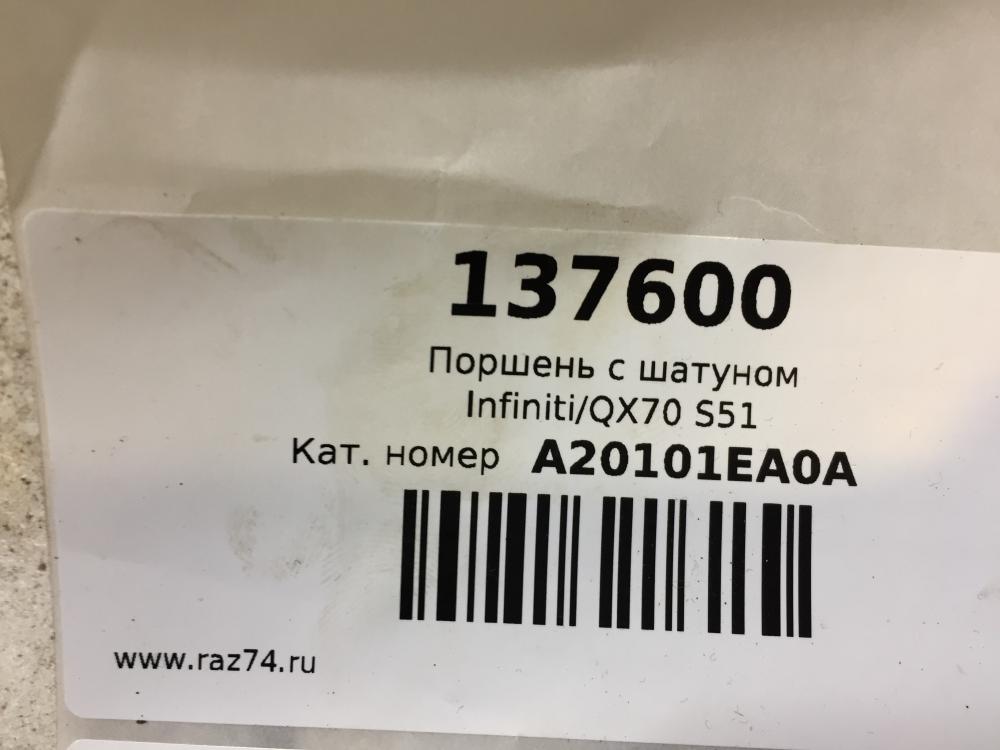 137600
Поршень с шатуном
Infiniti/QX70 S51
Кат. номер A20101EA0A
www.raz74.ru